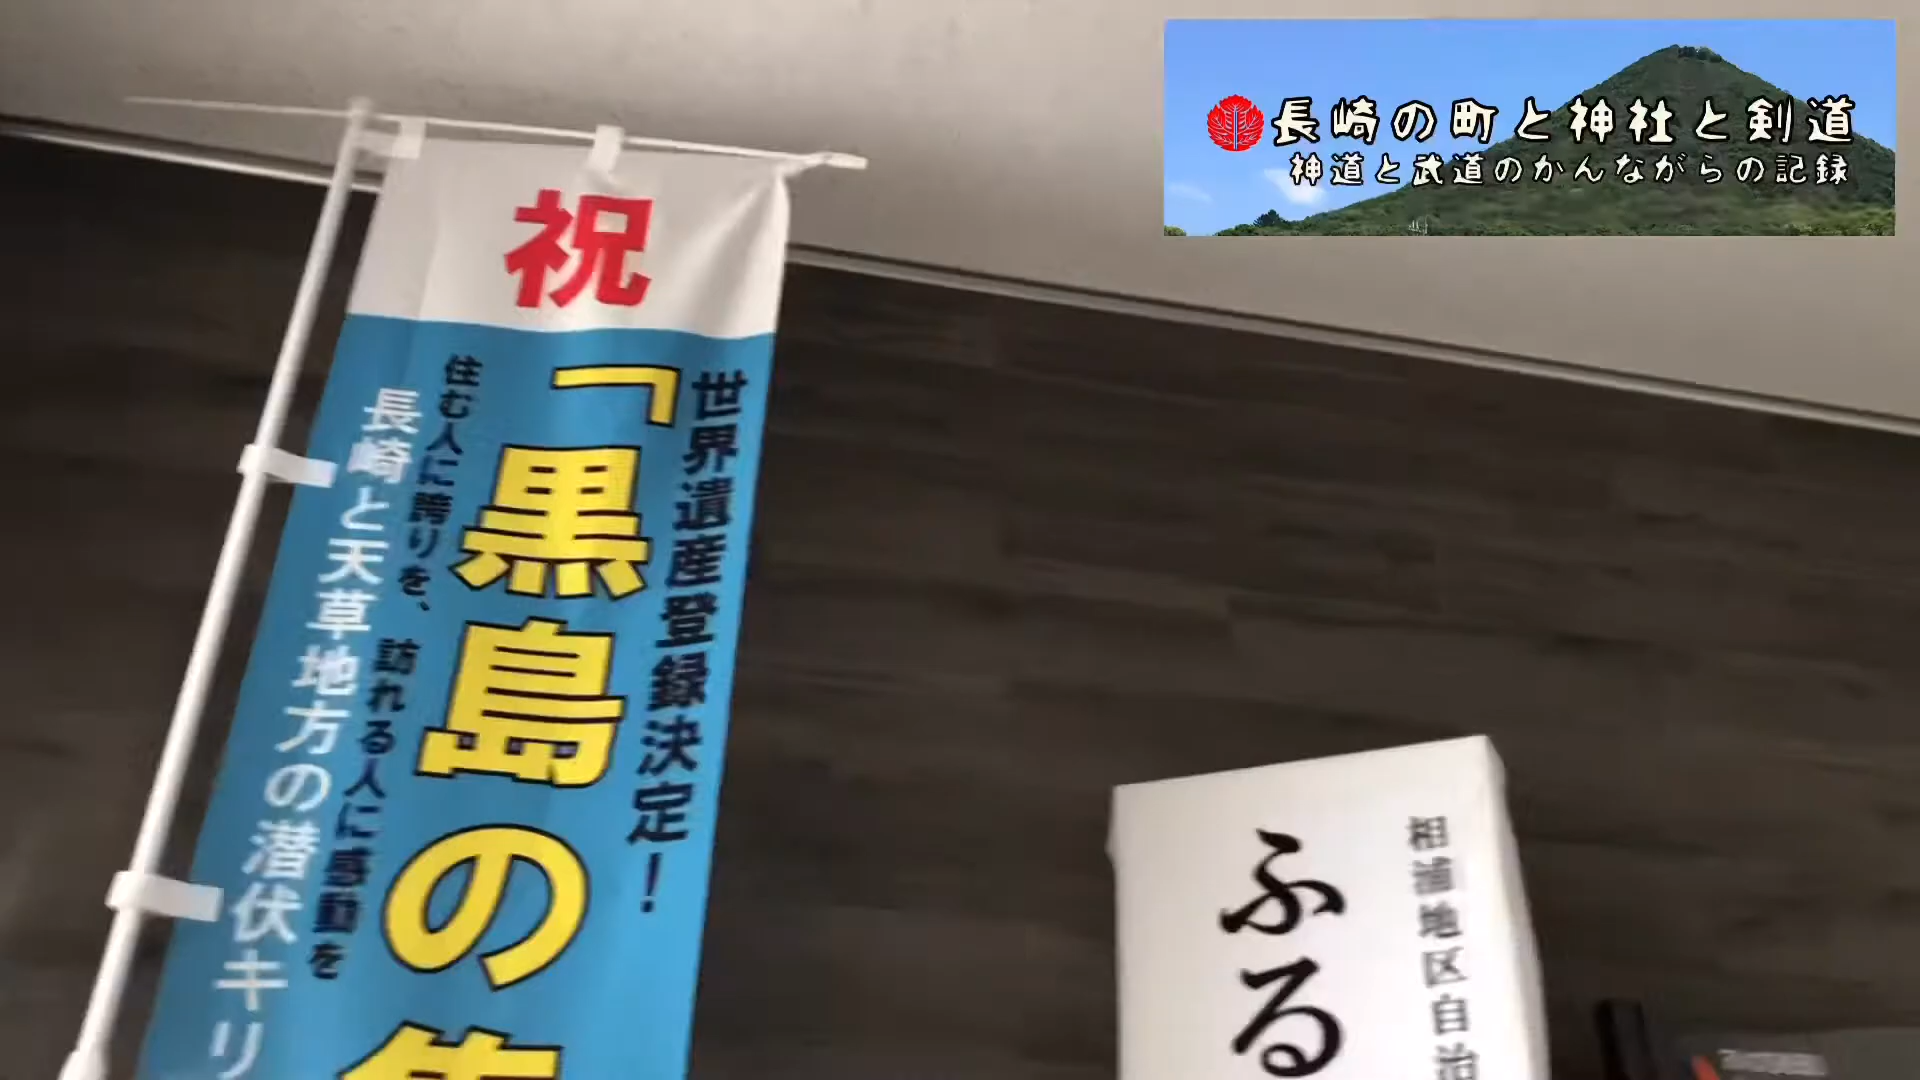 長崎の町と神社と剣道
神道と武道のかんながらの記録
祝
世界遺産登録決定!
「黒島の
住む人に誇りを、訪れる人に感動を
長崎と天草地方の潜伏キリ
相浦地区自治
ふる